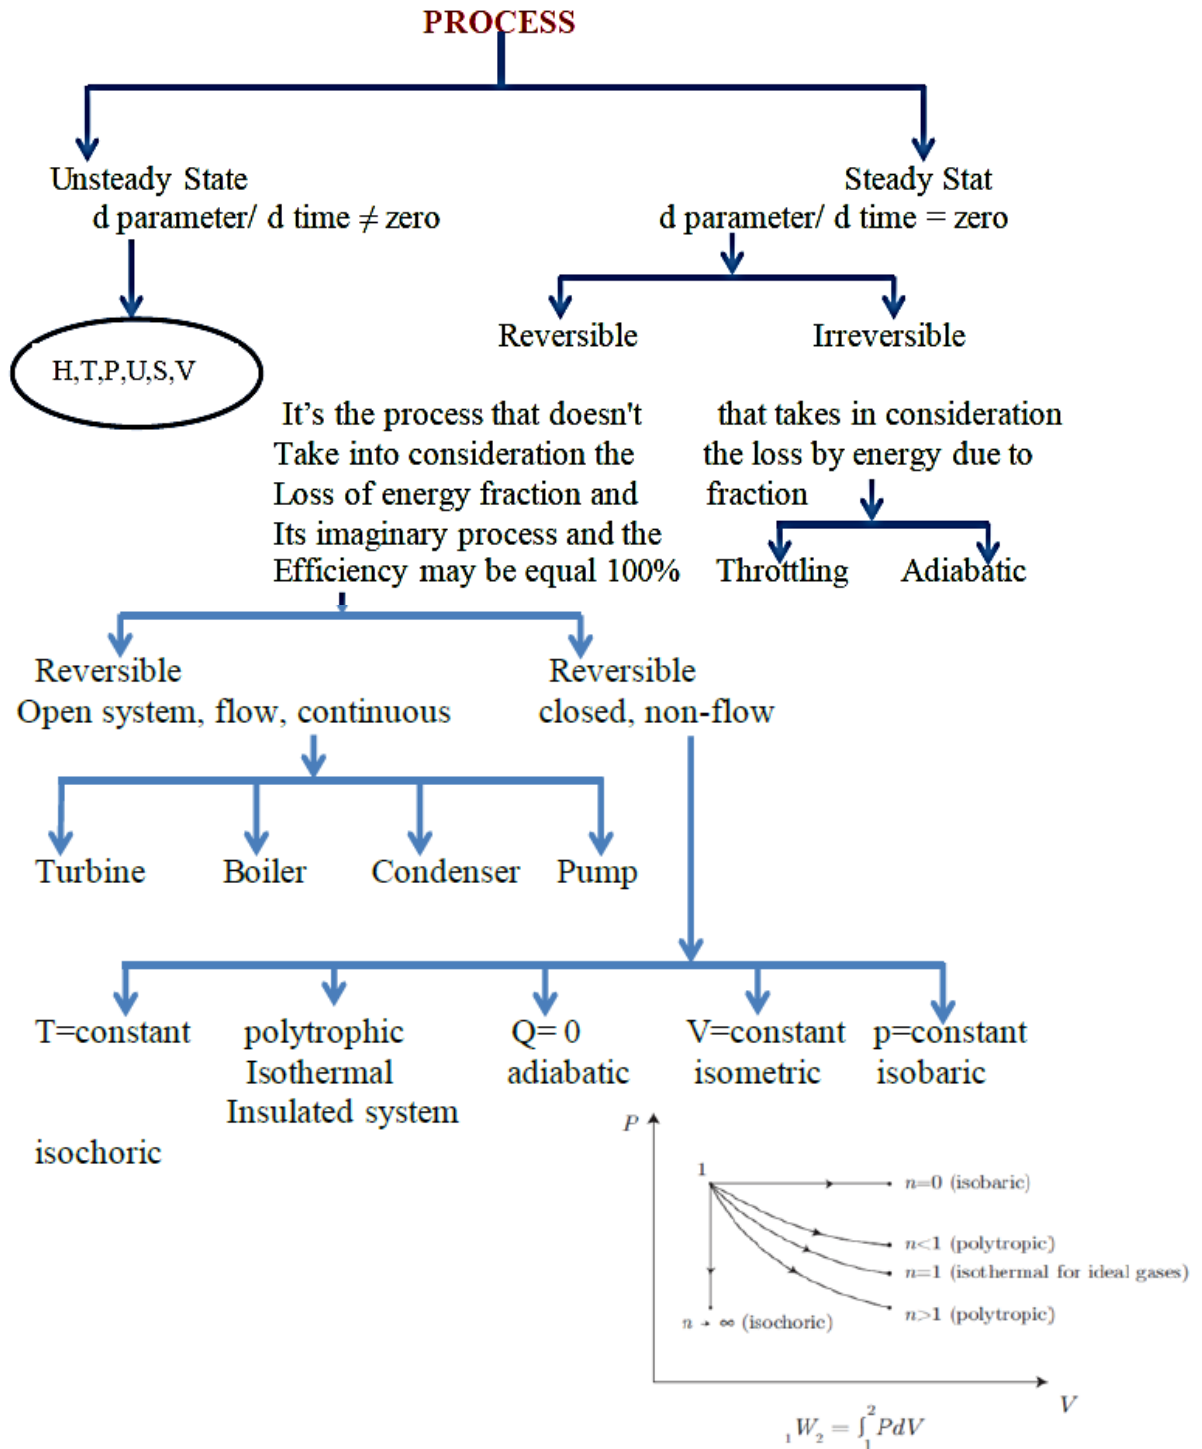 PROCESS
Unsteady State
d parameter/ d time ≠ zero
H,T,P,U,S,V
Steady Stat
d parameter/ d time = zero
Reversible
Irreversible
It’s the process that doesn't
Take into consideration the
Loss of energy fraction and
Its imaginary process and the
Efficiency may be equal 100%
that takes in consideration
the loss by energy due to
fraction
Throttling
Adiabatic
Reversible
Open system, flow, continuous
Reversible
closed, non-flow
Turbine
Boiler
Condenser
Pump
T=constant
isochoric
polytrophic
Isothermal
Insulated system
Q= 0
adiabatic
V=constant
isometric
p=constant
isobaric
P
1
n=0 (isobaric)
n<1 (polytropic)
n=1 (isothermal for ideal gases)
n>1 (polytropic)
n → ∞ (isochoric)
V
₁W₂ = ∫₁² PdV